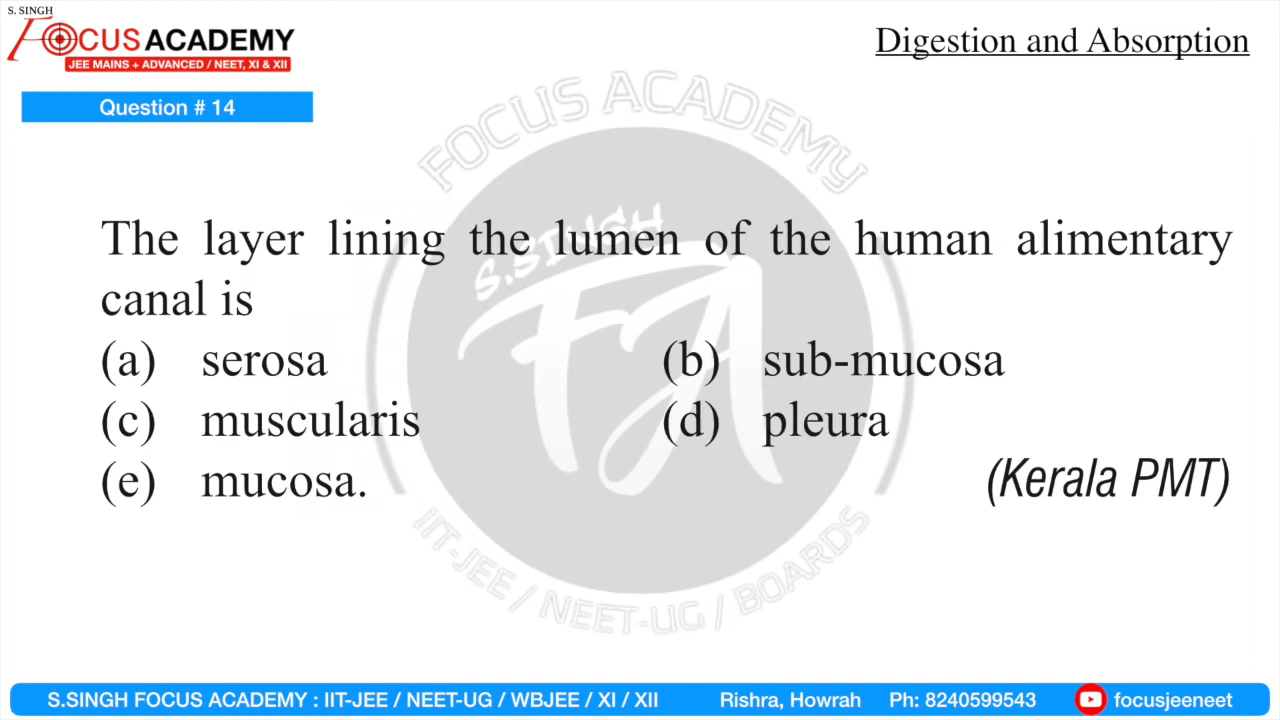 S. SINGH
FOCUS ACADEMY
JEE MAINS + ADVANCED / NEET, XI & XII
Digestion and Absorption
Question # 14
FOCUS ACADEMY
S.SINGH
FA
The layer lining the lumen of the human alimentary
canal is
(a) serosa (b) sub-mucosa
(c) muscularis (d) pleura
(e) mucosa. (Kerala PMT)
IIT-JEE / NEET-UG / BOARDS
S.SINGH FOCUS ACADEMY : IIT-JEE / NEET-UG / WBJEE / XI / XII Rishra, Howrah Ph: 8240599543 focusjeeneet